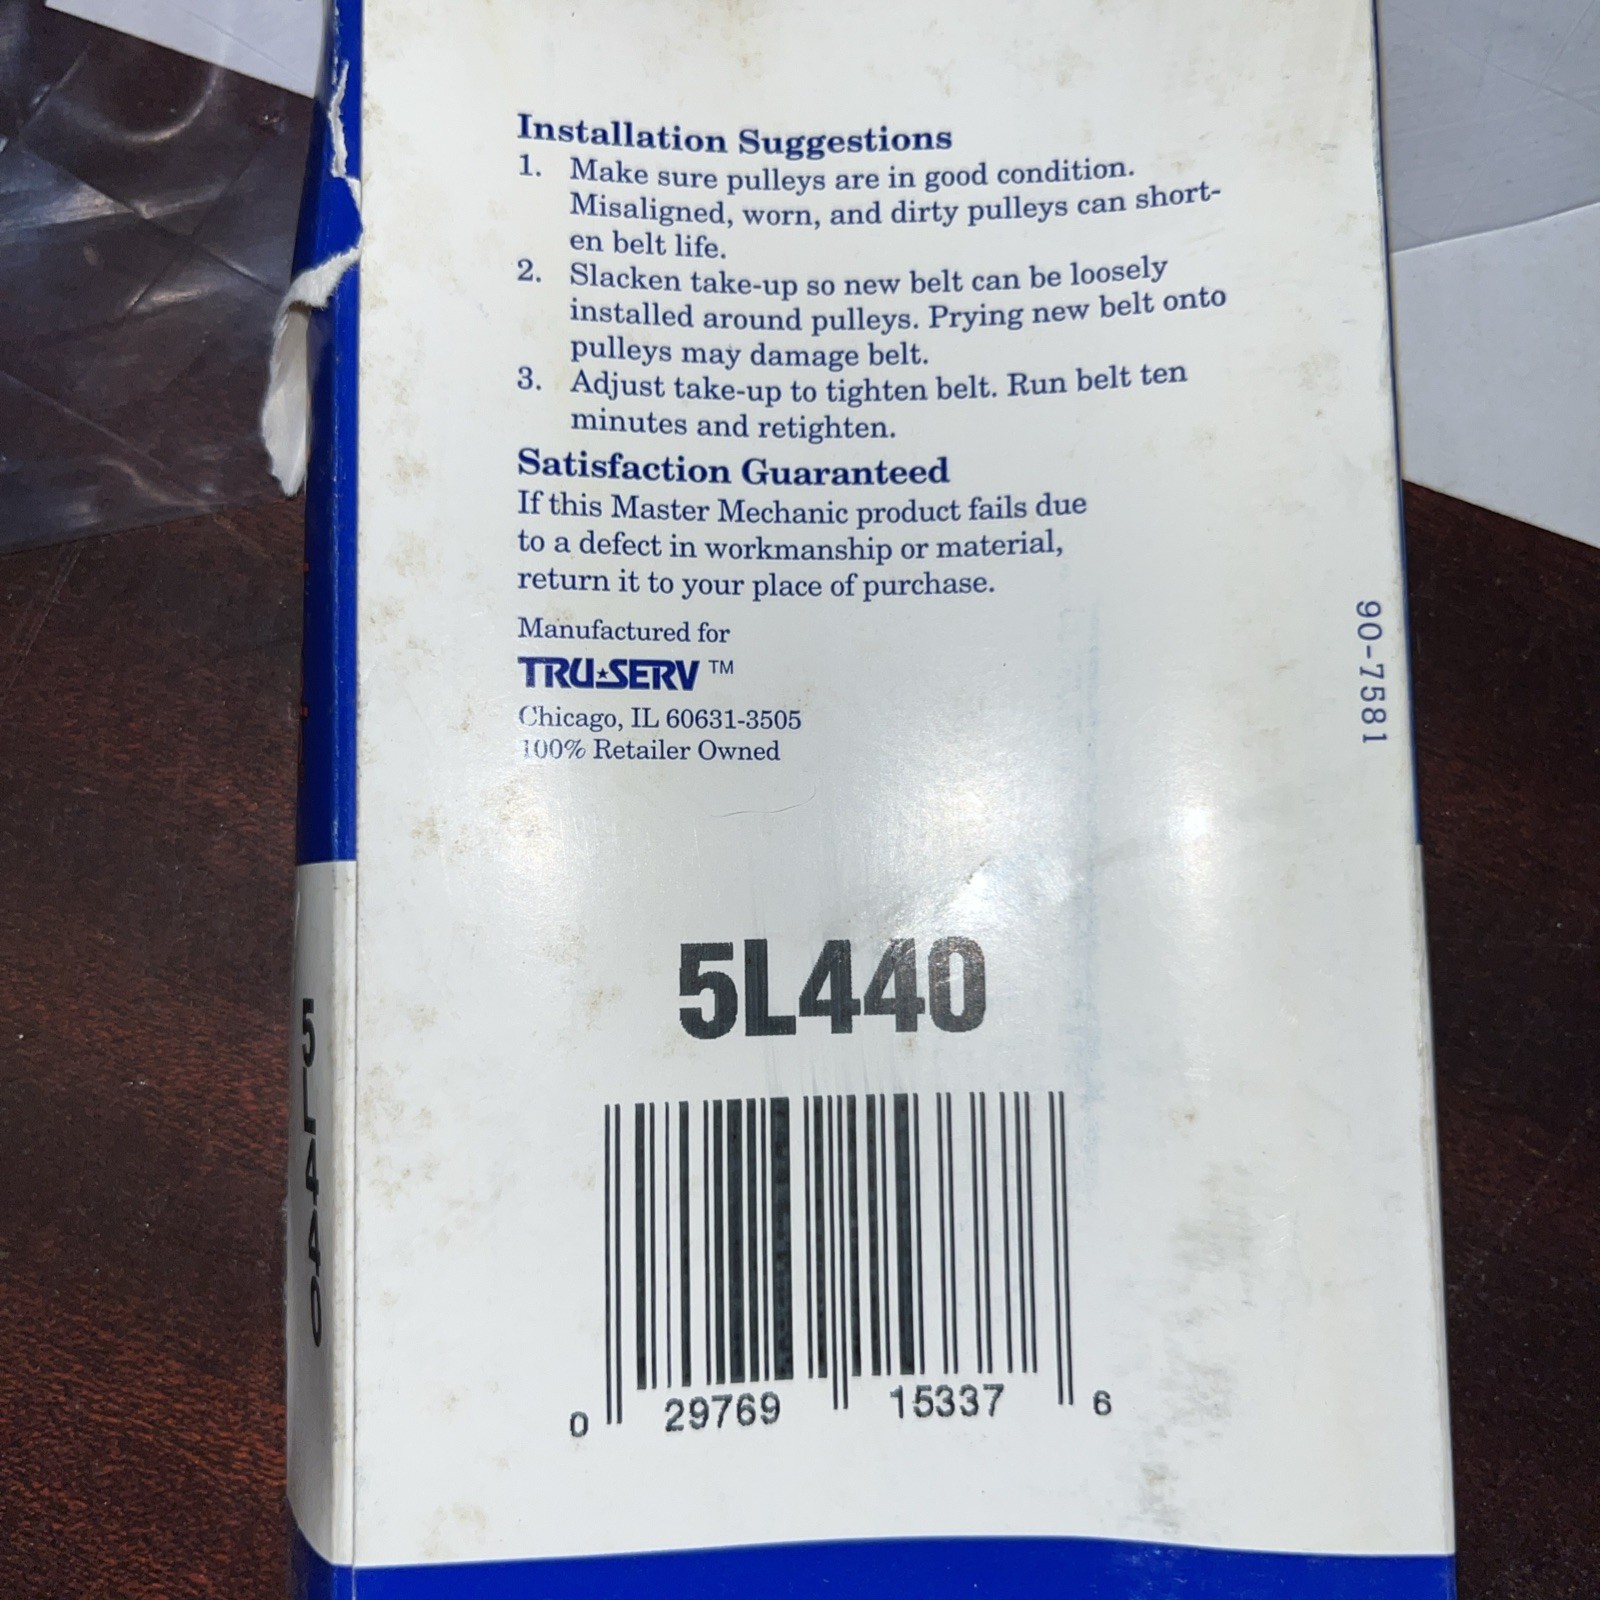 Installation Suggestions
1. Make sure pulleys are in good condition.
Misaligned, worn, and dirty pulleys can short-
en belt life.
2. Slacken take-up so new belt can be loosely
installed around pulleys. Prying new belt onto
pulleys may damage belt.
3. Adjust take-up to tighten belt. Run belt ten
minutes and retighten.
Satisfaction Guaranteed
If this Master Mechanic product fails due
to a defect in workmanship or material,
return it to your place of purchase.
Manufactured for
TRU★SERV™
Chicago, IL 60631-3505
100% Retailer Owned
90-7581
5L440
5L440
0 29769 15337 6